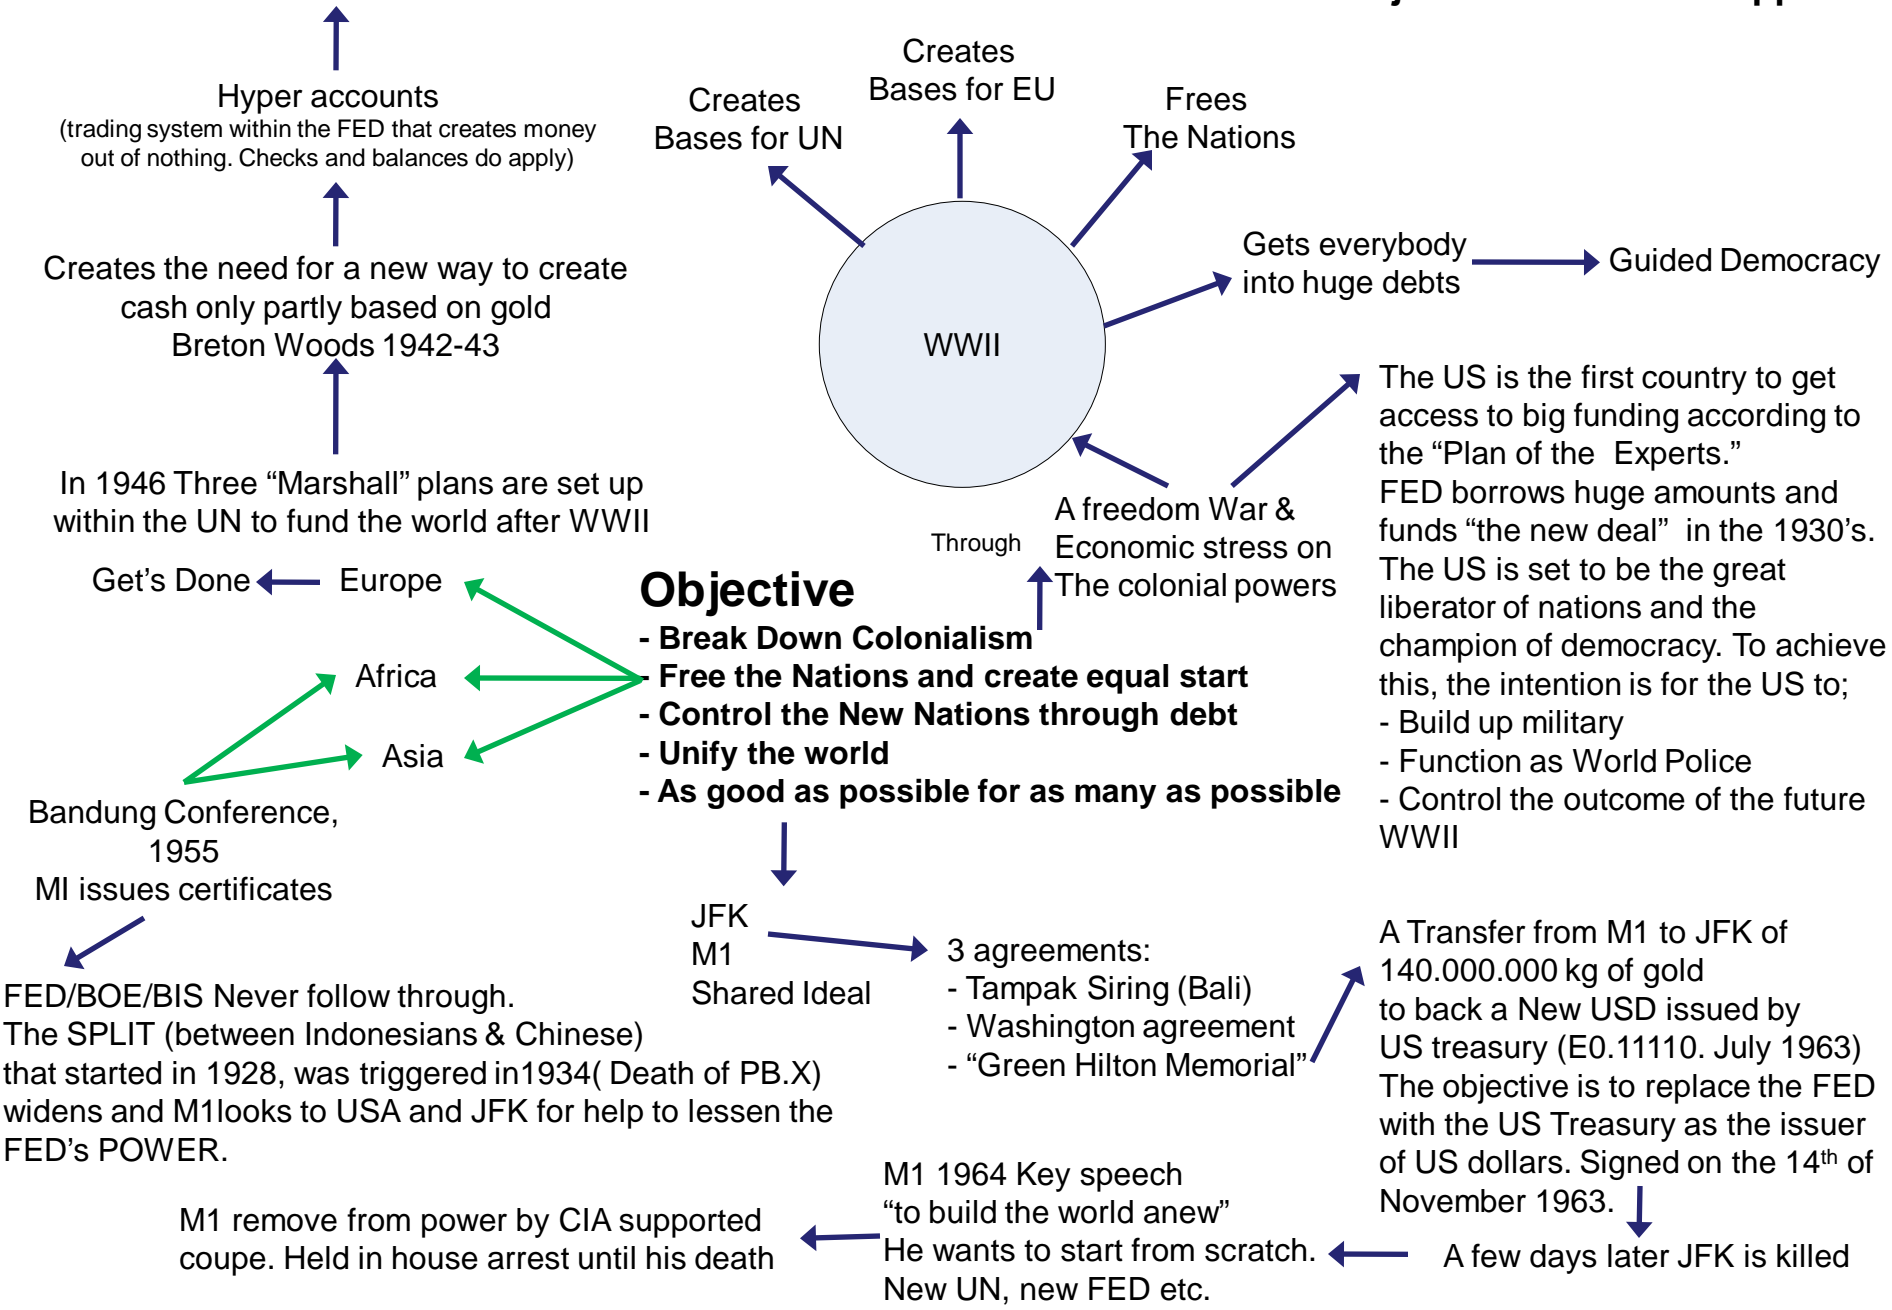 Hyper accounts
(trading system within the FED that creates money
out of nothing. Checks and balances do apply)
Creates the need for a new way to create
cash only partly based on gold
Breton Woods 1942-43
In 1946 Three “Marshall” plans are set up
within the UN to fund the world after WWII
Get’s Done
Europe
Africa
Asia
Bandung Conference,
1955
MI issues certificates
FED/BOE/BIS Never follow through.
The SPLIT (between Indonesians & Chinese)
that started in 1928, was triggered in1934( Death of PB.X)
widens and M1looks to USA and JFK for help to lessen the
FED’s POWER.
Creates
Bases for UN
Creates
Bases for EU
Frees
The Nations
Gets everybody
into huge debts
Guided Democracy
WWII
Through
A freedom War &
Economic stress on
The colonial powers
Objective
- Break Down Colonialism
- Free the Nations and create equal start
- Control the New Nations through debt
- Unify the world
- As good as possible for as many as possible
The US is the first country to get
access to big funding according to
the “Plan of the Experts.”
FED borrows huge amounts and
funds “the new deal” in the 1930’s.
The US is set to be the great
liberator of nations and the
champion of democracy. To achieve
this, the intention is for the US to;
- Build up military
- Function as World Police
- Control the outcome of the future
WWII
JFK
M1
Shared Ideal
3 agreements:
- Tampak Siring (Bali)
- Washington agreement
- “Green Hilton Memorial”
A Transfer from M1 to JFK of
140.000.000 kg of gold
to back a New USD issued by
US treasury (E0.11110. July 1963)
The objective is to replace the FED
with the US Treasury as the issuer
of US dollars. Signed on the 14th of
November 1963.
A few days later JFK is killed
M1 1964 Key speech
“to build the world anew”
He wants to start from scratch.
New UN, new FED etc.
M1 remove from power by CIA supported
coupe. Held in house arrest until his death